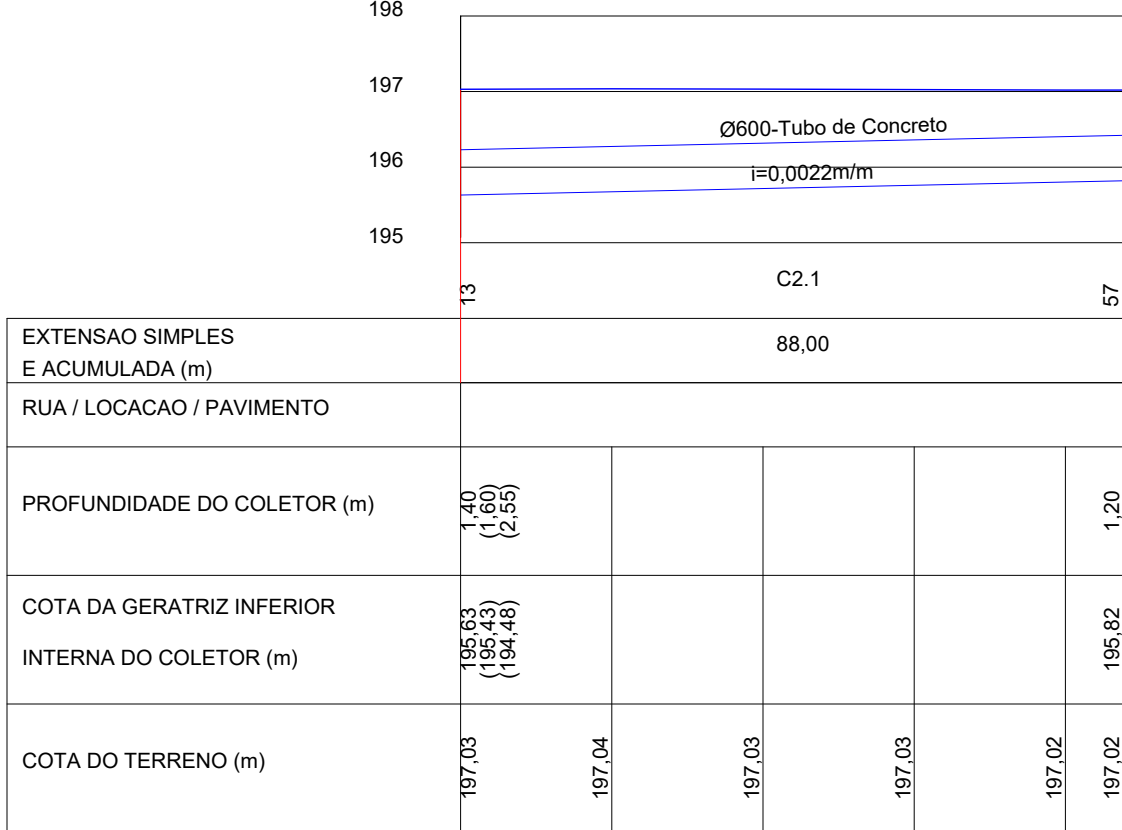 198
197
Ø600-Tubo de Concreto
196
i=0,0022m/m
195
13
C2.1
57
EXTENSAO SIMPLES
E ACUMULADA (m)
88,00
RUA / LOCACAO / PAVIMENTO
PROFUNDIDADE DO COLETOR (m)
1,40
(1,60)
(2,55)
1,20
COTA DA GERATRIZ INFERIOR
INTERNA DO COLETOR (m)
195,63
(195,43)
(194,48)
195,82
COTA DO TERRENO (m)
197,03
197,04
197,03
197,03
197,02
197,02